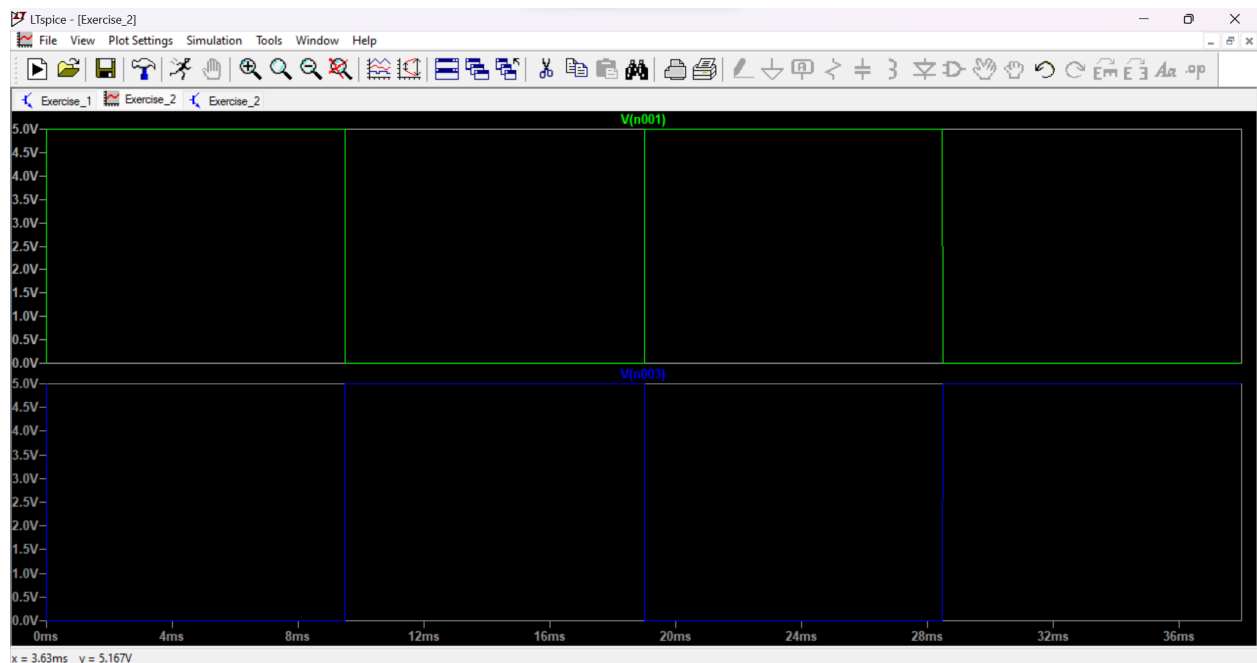 LTspice - [Exercise_2]
File View Plot Settings Simulation Tools Window Help
Exercise_1 Exercise_2 Exercise_2
V(n001)
5.0V
4.5V
4.0V
3.5V
3.0V
2.5V
2.0V
1.5V
1.0V
0.5V
0.0V
V(n003)
5.0V
4.5V
4.0V
3.5V
3.0V
2.5V
2.0V
1.5V
1.0V
0.5V
0.0V
0ms 4ms 8ms 12ms 16ms 20ms 24ms 28ms 32ms 36ms
x = 3.63ms y = 5.167V